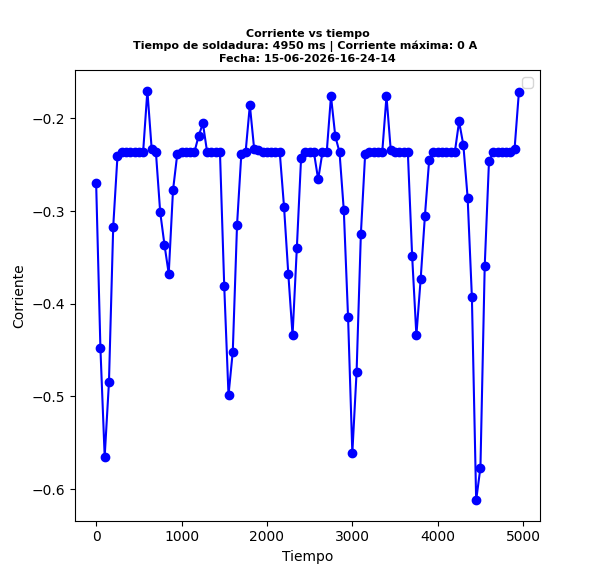 Corriente vs tiempo
Tiempo de soldadura: 4950 ms | Corriente máxima: 0 A
Fecha: 15-06-2026-16-24-14
−0.2
−0.3
−0.4
−0.5
−0.6
Corriente
0 1000 2000 3000 4000 5000
Tiempo